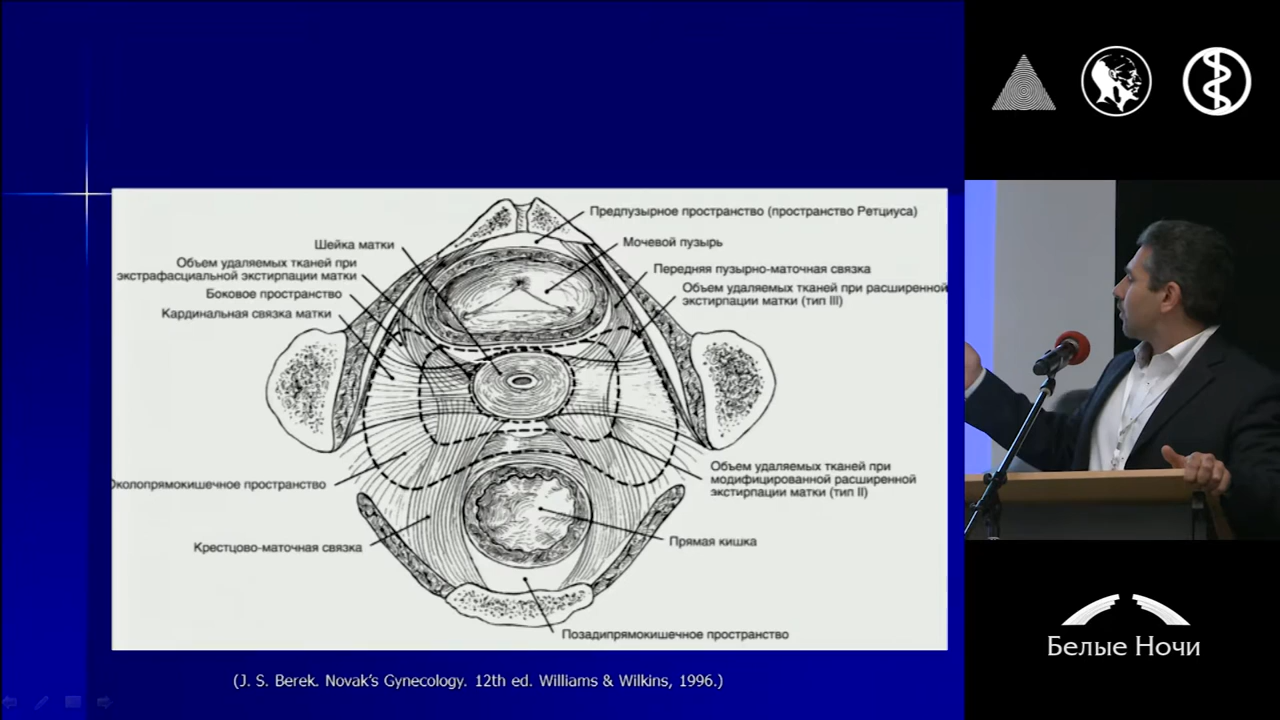 Предпузырное пространство (пространство Ретциуса)
Шейка матки
Мочевой пузырь
Объем удаляемых тканей при
экстрафасциальной экстирпации матки
Передняя пузырно-маточная связка
Боковое пространство
Объем удаляемых тканей при расширенной
экстирпации матки (тип III)
Кардинальная связка матки
Околопрямокишечное пространство
Объем удаляемых тканей при
модифицированной расширенной
экстирпации матки (тип II)
Крестцово-маточная связка
Прямая кишка
Позадипрямокишечное пространство
(J. S. Berek. Novak's Gynecology. 12th ed. Williams & Wilkins, 1996.)
Белые Ночи